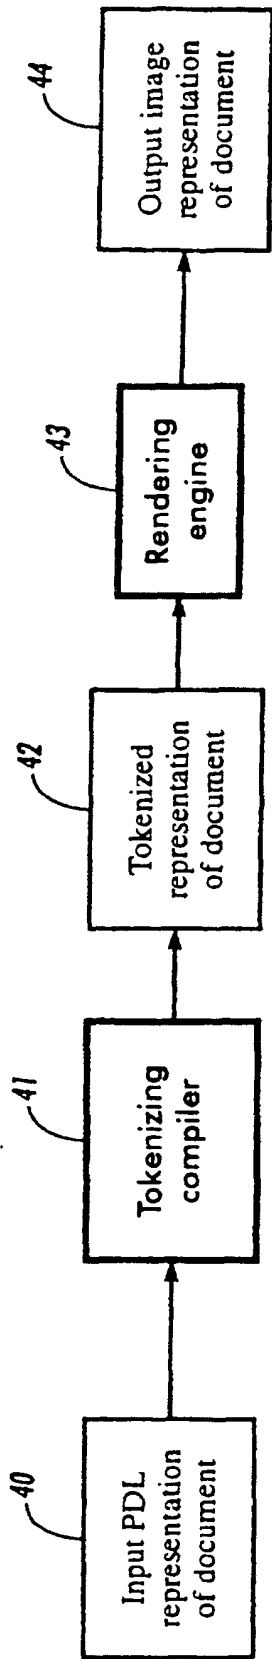 40
Input PDL
representation
of document
41
Tokenizing
compiler
42
Tokenized
representation
of document
43
Rendering
engine
44
Output image
representation
of document